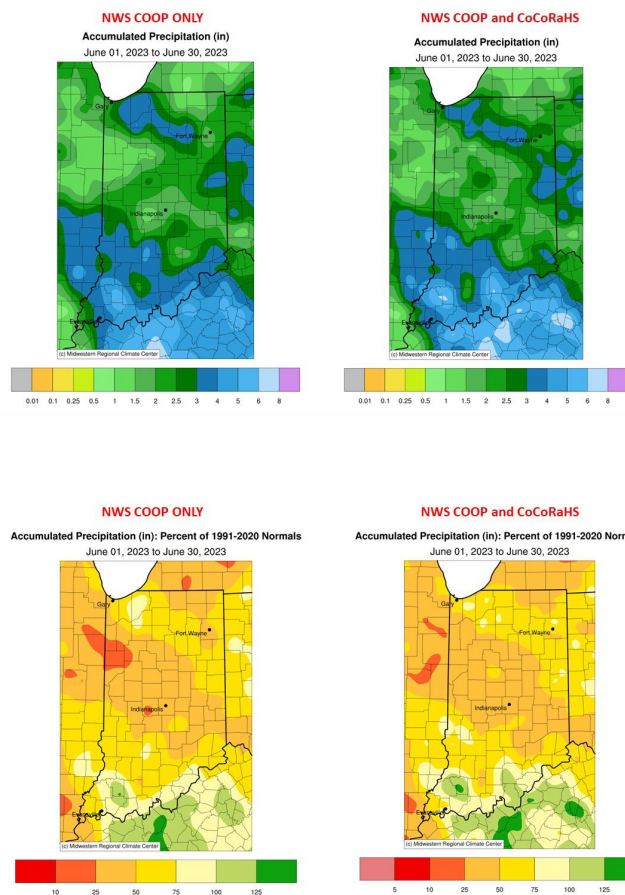 NWS COOP ONLY
Accumulated Precipitation (in)
June 01, 2023 to June 30, 2023
Gary
Fort Wayne
Indianapolis
(c) Midwestern Regional Climate Center
0.01 0.1 0.25 0.5 1 1.5 2 2.5 3 4 5 6 8
NWS COOP and CoCoRaHS
Accumulated Precipitation (in)
June 01, 2023 to June 30, 2023
Gary
Fort Wayne
Indianapolis
(c) Midwestern Regional Climate Center
0.01 0.1 0.25 0.5 1 1.5 2 2.5 3 4 5 6 8
NWS COOP ONLY
Accumulated Precipitation (in): Percent of 1991-2020 Normals
June 01, 2023 to June 30, 2023
Gary
Fort Wayne
Indianapolis
(c) Midwestern Regional Climate Center
10 25 50 75 100 125
NWS COOP and CoCoRaHS
Accumulated Precipitation (in): Percent of 1991-2020 Norr
June 01, 2023 to June 30, 2023
Gary
Fort Wayne
Indianapolis
(c) Midwestern Regional Climate Center
5 10 25 50 75 100 125